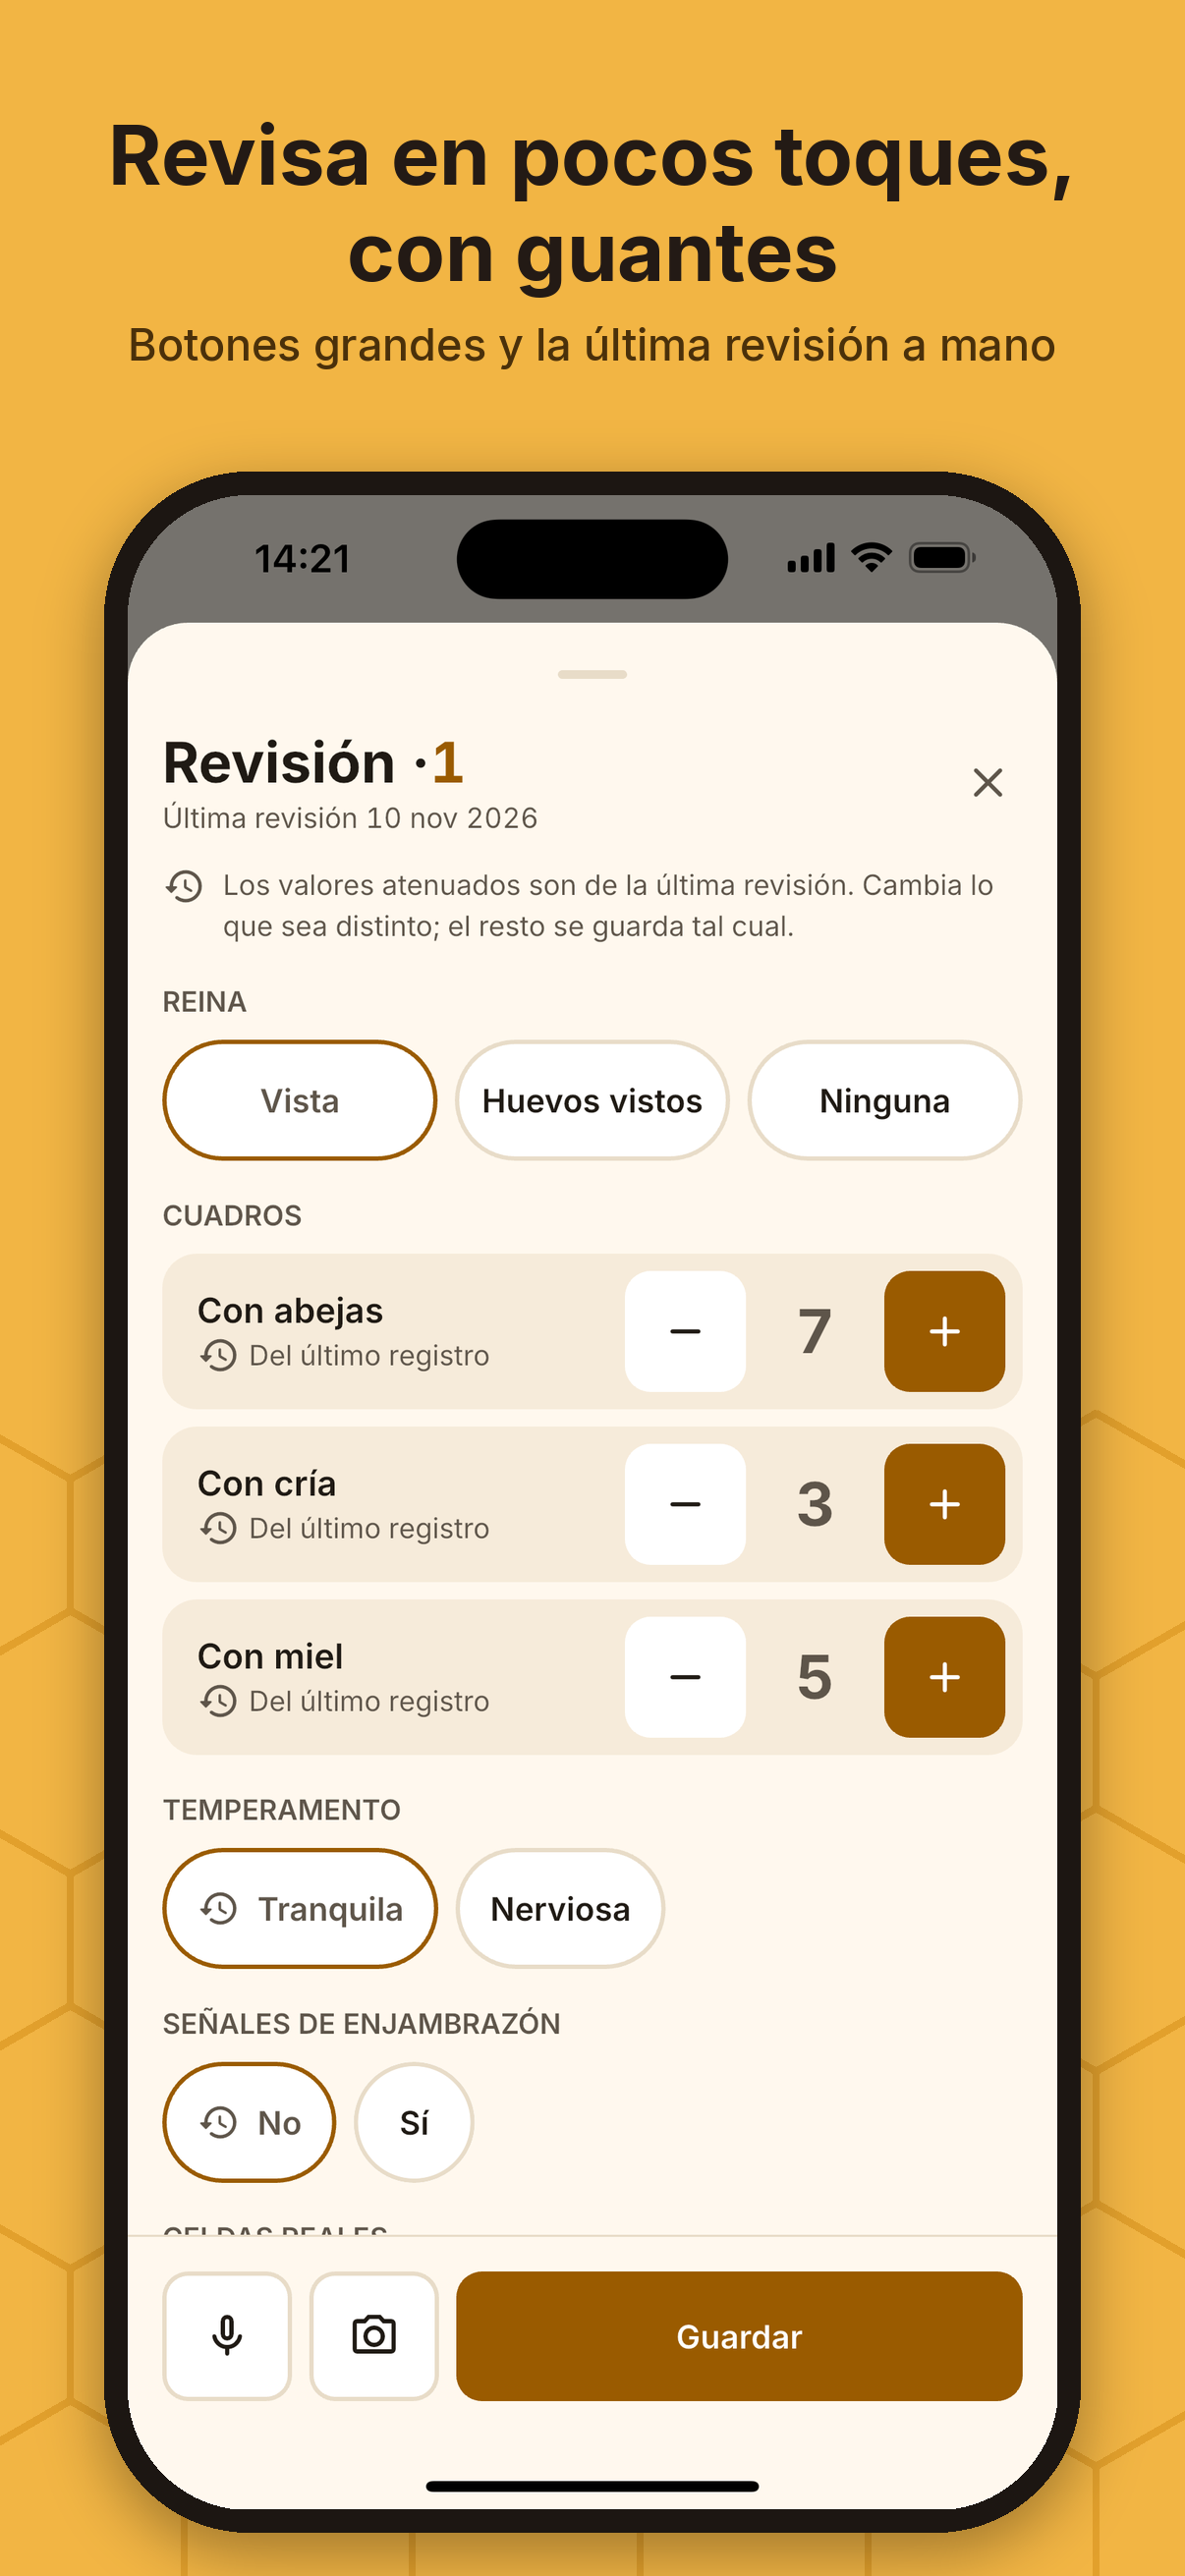 Revisa en pocos toques,
con guantes
Botones grandes y la última revisión a mano
14:21
Revisión ·1
Última revisión 10 nov 2026
Los valores atenuados son de la última revisión. Cambia lo
que sea distinto; el resto se guarda tal cual.
REINA
Vista
Huevos vistos
Ninguna
CUADROS
Con abejas
Del último registro
7
Con cría
Del último registro
3
Con miel
Del último registro
5
TEMPERAMENTO
Tranquila
Nerviosa
SEÑALES DE ENJAMBRAZÓN
No
Sí
CELDAS REALES
Guardar